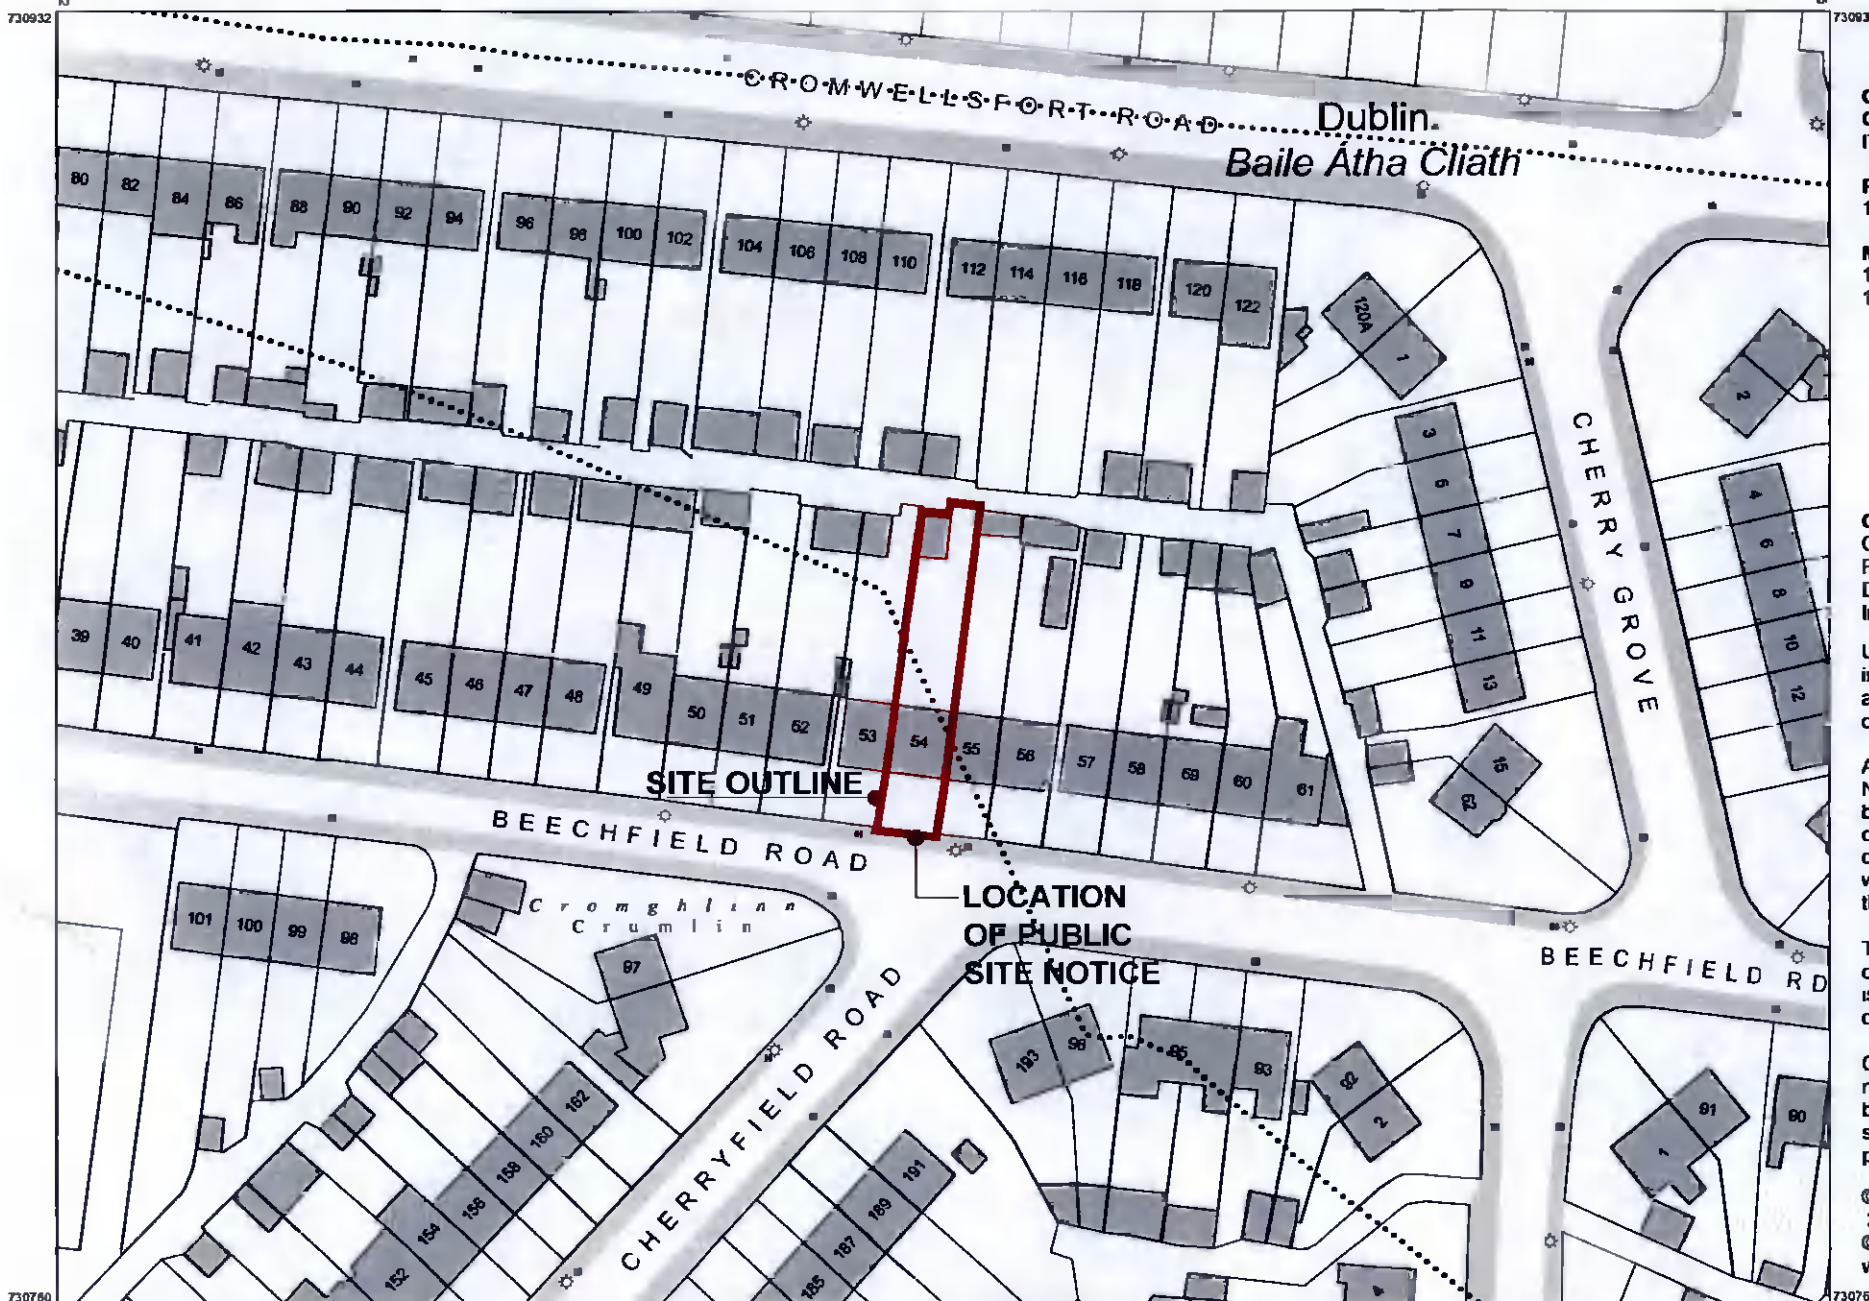 730932
CROMWELLSFORT ROAD
Dublin
Baile Átha Cliath
80 82 84 86 88 90 92 94 96 98 100 102 104 106 108 110 112 114 116 118 120 122
120A 1
2
3 5 7 9 11 13
CHERRY GROVE
4 6 8 10 12
39 40 41 42 43 44 45 46 47 48 49 50 51 52 53 54 55 56 57 58 59 60 61
15
62
SITE OUTLINE
BEECHFIELD ROAD
LOCATION
OF PUBLIC
SITE NOTICE
Cromghlinn
Crumlin
BEECHFIELD RD
101 100 99 98
97
CHERRYFIELD ROAD
193 96 95 93 92 2
91 1 90
162 160 158 156 154 152
191 189 187 185
4
730760